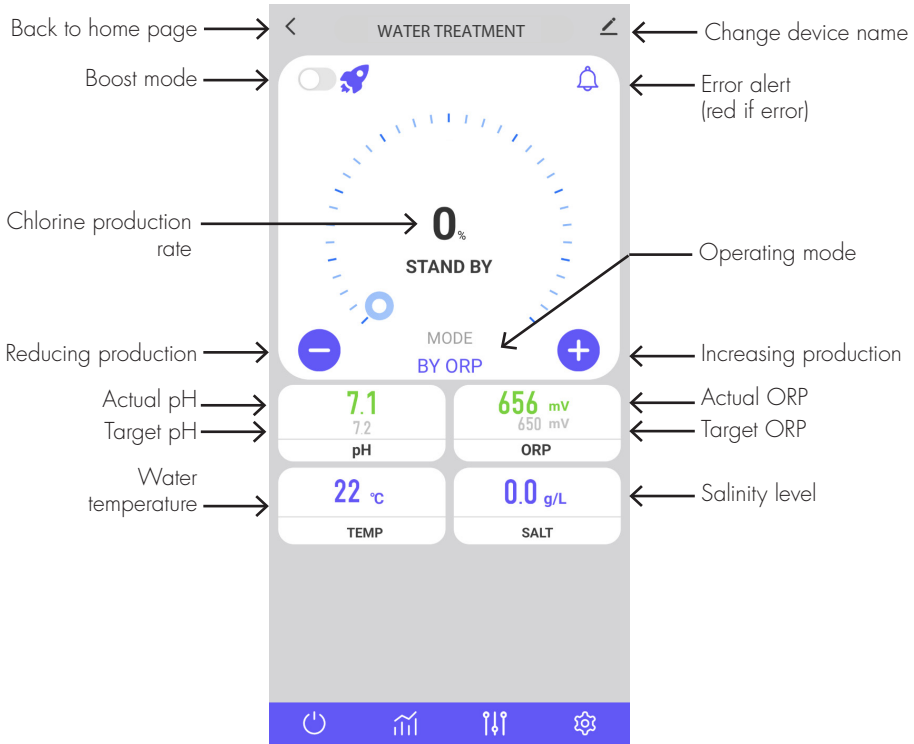 Back to home page
WATER TREATMENT
Change device name
Boost mode
Error alert
(red if error)
Chlorine production
rate
0%
STAND BY
Operating mode
MODE
BY ORP
Reducing production
Increasing production
Actual pH
7.1
656 mV
Actual ORP
Target pH
7.2
650 mV
Target ORP
pH
ORP
Water
temperature
22 °C
0.0 g/L
Salinity level
TEMP
SALT